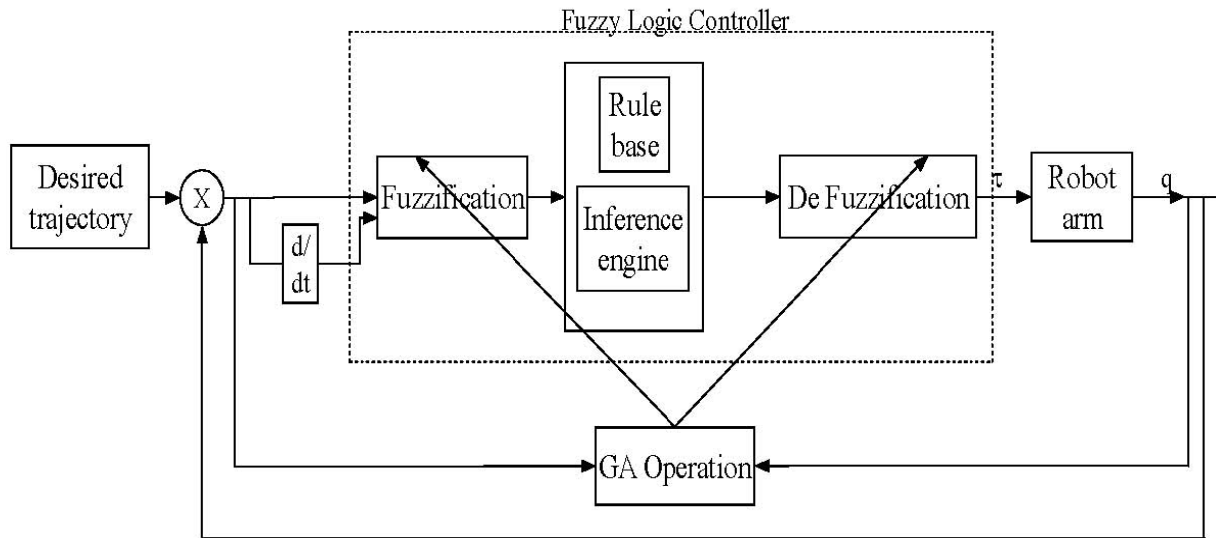 Fuzzy Logic Controller
Desired
trajectory
X
d/
dt
Fuzzification
Rule
base
Inference
engine
De Fuzzification
τ
Robot
arm
q
GA Operation